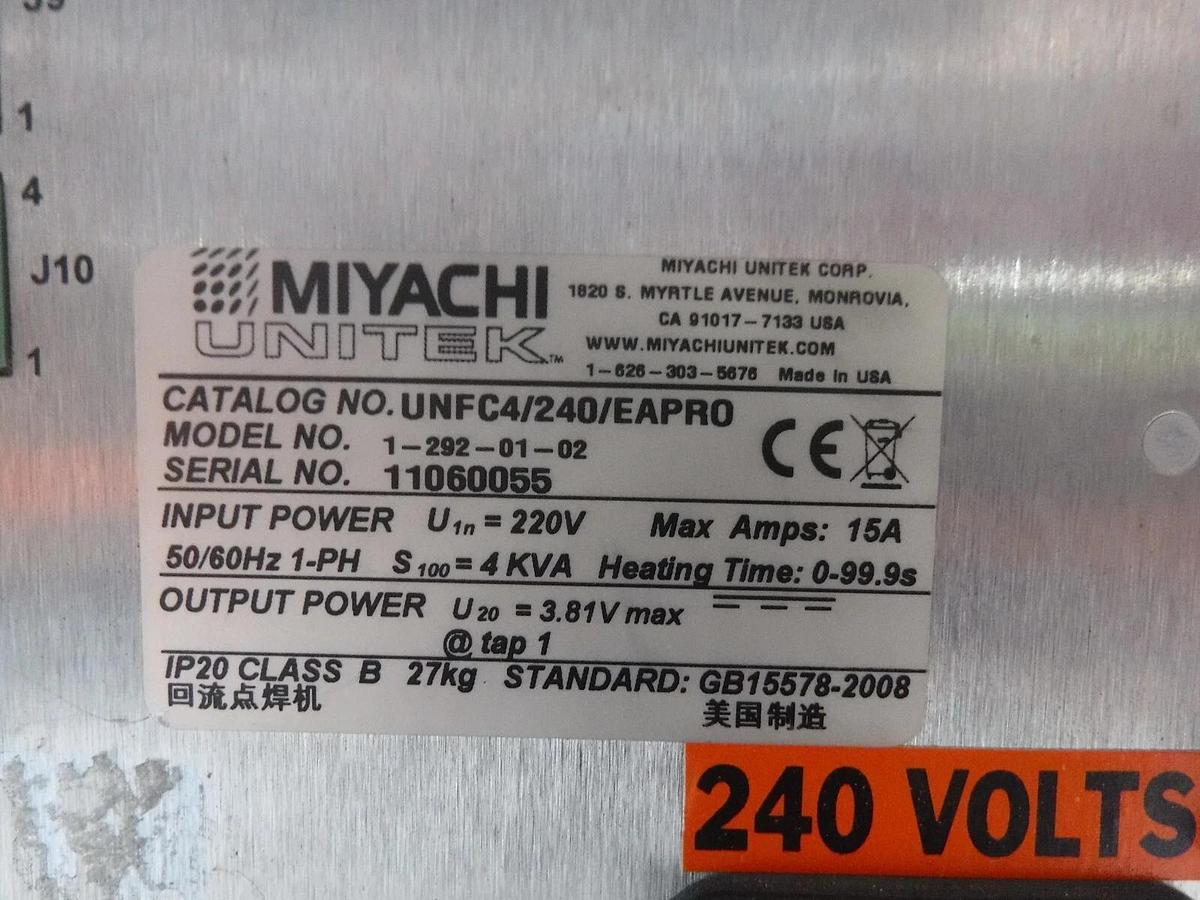 1
4
J10
1
MIYACHI
UNITEK™
MIYACHI UNITEK CORP.
1820 S. MYRTLE AVENUE, MONROVIA,
CA 91017-7133 USA
WWW.MIYACHIUNITEK.COM
1-626-303-5676 Made in USA
CATALOG NO. UNFC4/240/EAPRO
MODEL NO. 1-292-01-02
SERIAL NO. 11060055
CE
INPUT POWER U1n = 220V Max Amps: 15A
50/60Hz 1-PH S100 = 4 KVA Heating Time: 0-99.9s
OUTPUT POWER U20 = 3.81V max
@ tap 1
IP20 CLASS B 27kg STANDARD: GB15578-2008
回流点焊机
美国制造
240 VOLTS